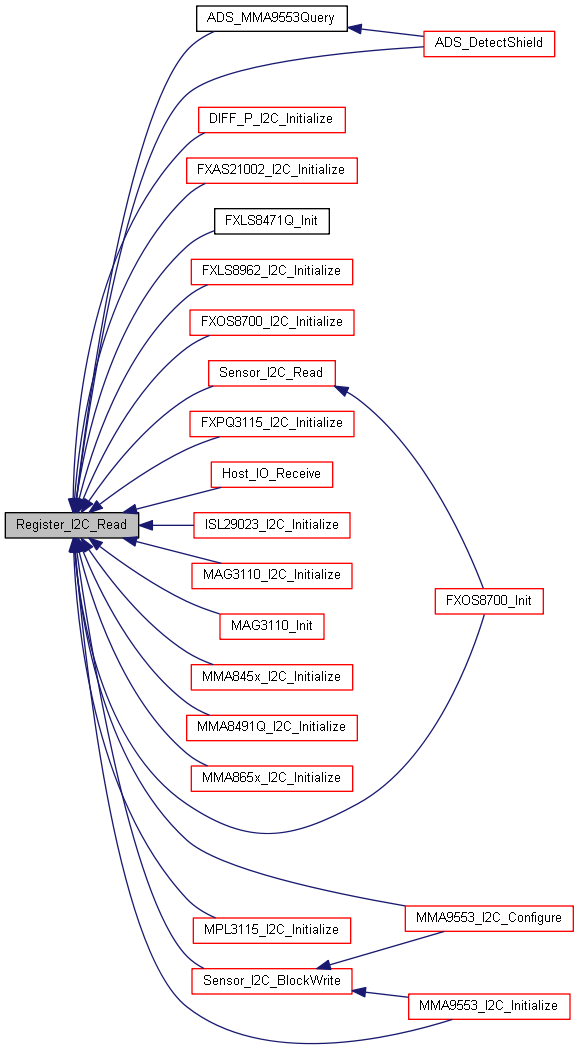 ADS_MMA9553Query
ADS_DetectShield
DIFF_P_I2C_Initialize
FXAS21002_I2C_Initialize
FXLS8471Q_Init
FXLS8962_I2C_Initialize
FXOS8700_I2C_Initialize
Sensor_I2C_Read
FXPQ3115_I2C_Initialize
Host_IO_Receive
Register_I2C_Read
ISL29023_I2C_Initialize
MAG3110_I2C_Initialize
FXOS8700_Init
MAG3110_Init
MMA845x_I2C_Initialize
MMA8491Q_I2C_Initialize
MMA865x_I2C_Initialize
MMA9553_I2C_Configure
MPL3115_I2C_Initialize
Sensor_I2C_BlockWrite
MMA9553_I2C_Initialize